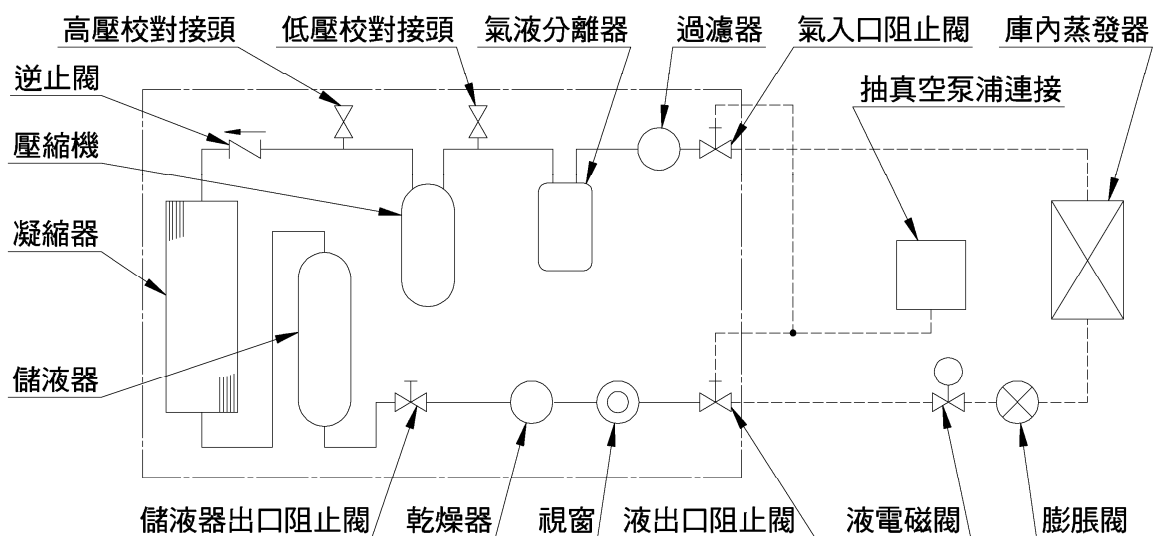 高壓校對接頭
低壓校對接頭
氣液分離器
過濾器
氣入口阻止閥
庫內蒸發器
逆止閥
抽真空泵浦連接
壓縮機
凝縮器
儲液器
儲液器出口阻止閥
乾燥器
視窗
液出口阻止閥
液電磁閥
膨脹閥